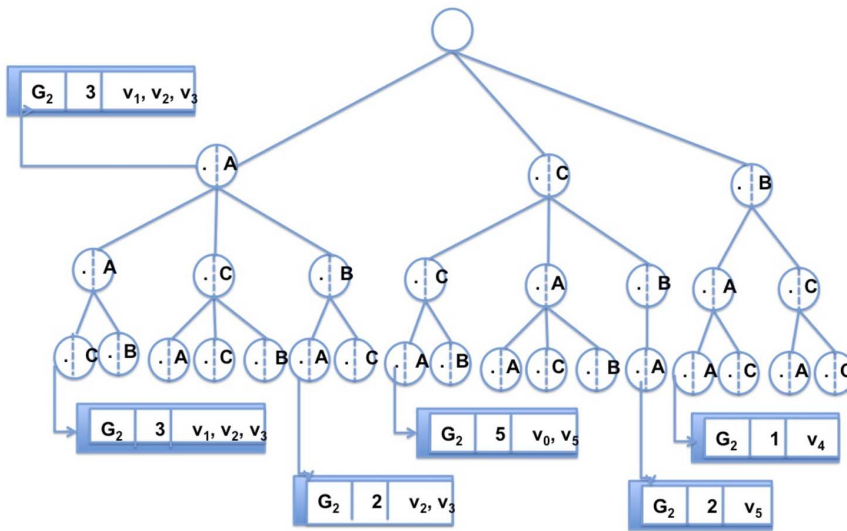 G₂ 3 v₁, v₂, v₃
. A
. C
. B
. A . C . B . C . A . B . A . C
. C . B . A . C . B . A . C . A . B . A . C . B . A . A . C . A . C
G₂ 3 v₁, v₂, v₃
G₂ 5 v₀, v₅
G₂ 1 v₄
G₂ 2 v₂, v₃
G₂ 2 v₅